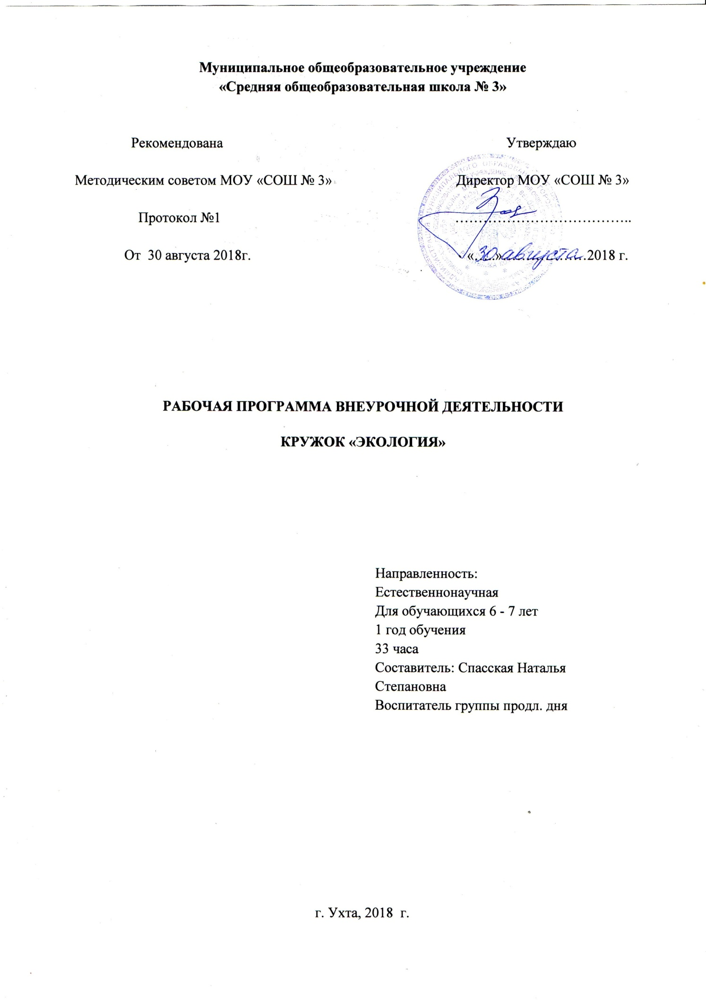 Муниципальное общеобразовательное учреждение
«Средняя общеобразовательная школа № 3»
Рекомендована
Утверждаю
Методическим советом МОУ «СОШ № 3»
Директор МОУ «СОШ № 3»
Протокол №1
………………………………..
От 30 августа 2018г.
«30» августа 2018 г.
РАБОЧАЯ ПРОГРАММА ВНЕУРОЧНОЙ ДЕЯТЕЛЬНОСТИ
КРУЖОК «ЭКОЛОГИЯ»
Направленность:
Естественнонаучная
Для обучающихся 6 - 7 лет
1 год обучения
33 часа
Составитель: Спасская Наталья
Степановна
Воспитатель группы продл. дня
г. Ухта, 2018 г.